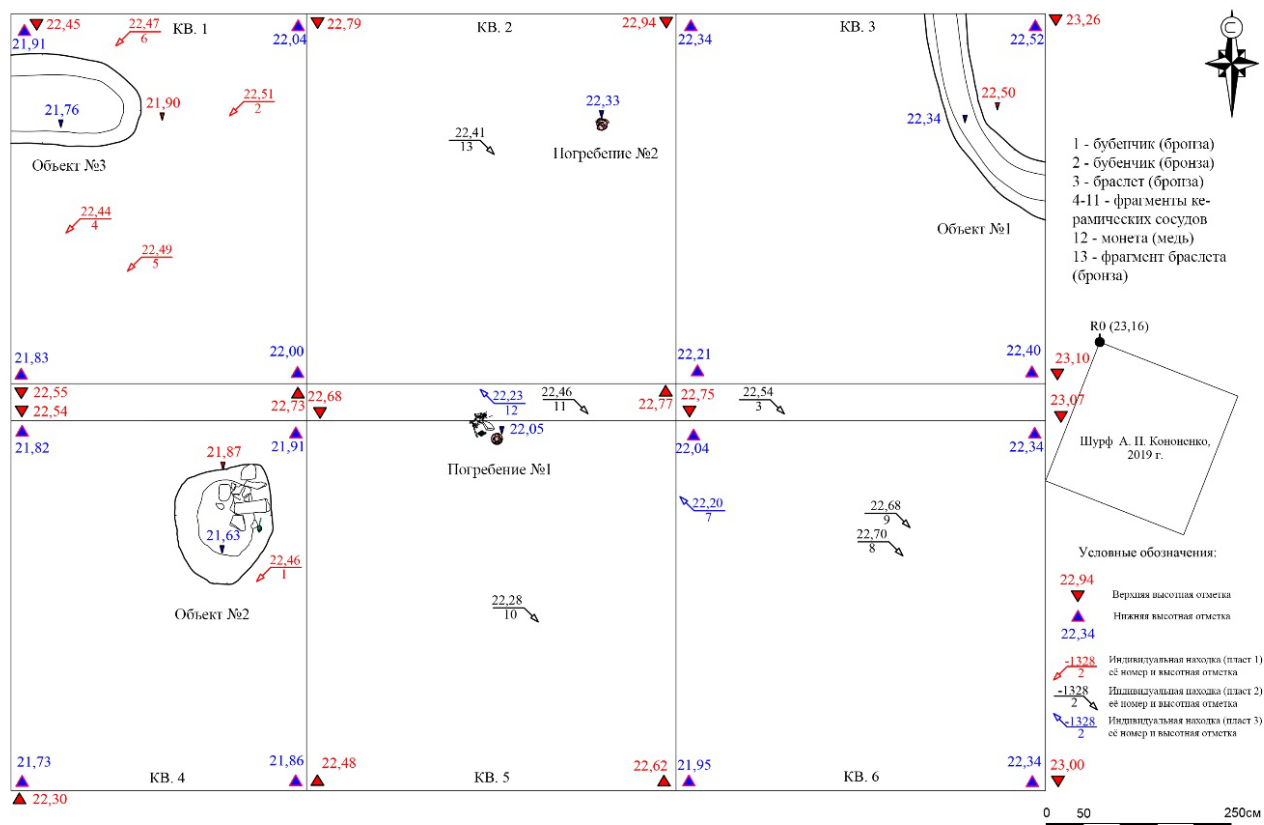 22,45
22,47
6
КВ. 1
21,91
22,04
22,79
КВ. 2
22,94
22,34
КВ. 3
22,52
23,26
21,76
21,90
22,51
2
Объект №3
22,41
13
22,33
Погребение №2
22,34
22,50
Объект №1
22,44
4
22,49
5
21,83
22,00
22,21
22,40
22,55
22,54
22,73
22,68
22,23
12
22,46
11
22,77
22,75
22,54
3
23,10
23,07
21,82
21,91
21,87
22,05
Погребение №1
22,04
22,34
21,63
22,46
1
Объект №2
22,20
7
22,68
9
22,70
8
22,28
10
21,73
КВ. 4
21,86
22,48
КВ. 5
22,62
21,95
КВ. 6
22,34
23,00
22,30
1 - бубенчик (бронза)
2 - бубенчик (бронза)
3 - браслет (бронза)
4-11 - фрагменты ке-
рамических сосудов
12 - монета (медь)
13 - фрагмент браслета
(бронза)
R0 (23,16)
Шурф А. П. Кононенко,
2019 г.
Условные обозначения:
22,94
Верхняя высотная отметка
Нижняя высотная отметка
22,34
-1328
2
Индивидуальная находка (пласт 1)
её номер и высотная отметка
-1328
2
Индивидуальная находка (пласт 2)
её номер и высотная отметка
-1328
2
Индивидуальная находка (пласт 3)
её номер и высотная отметка
0 50 250см